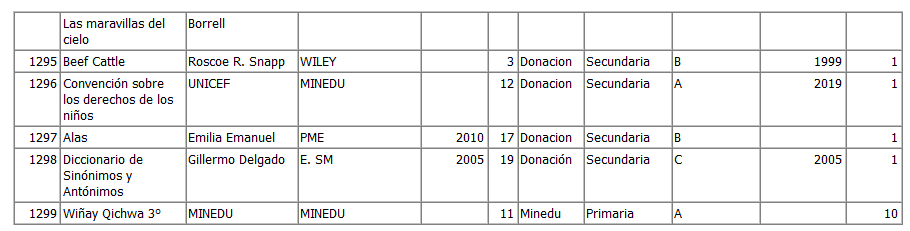 Las maravillas del Borrell
cielo
1295 Beef Cattle Roscoe R. Snapp WILEY 3 Donacion Secundaria B 1999 1
1296 Convención sobre UNICEF MINEDU 12 Donacion Secundaria A 2019 1
los derechos de los
niños
1297 Alas Emilia Emanuel PME 2010 17 Donacion Secundaria B 1
1298 Diccionario de Gillermo Delgado E. SM 2005 19 Donación Secundaria C 2005 1
Sinónimos y
Antónimos
1299 Wiñay Qichwa 3° MINEDU MINEDU 11 Minedu Primaria A 10